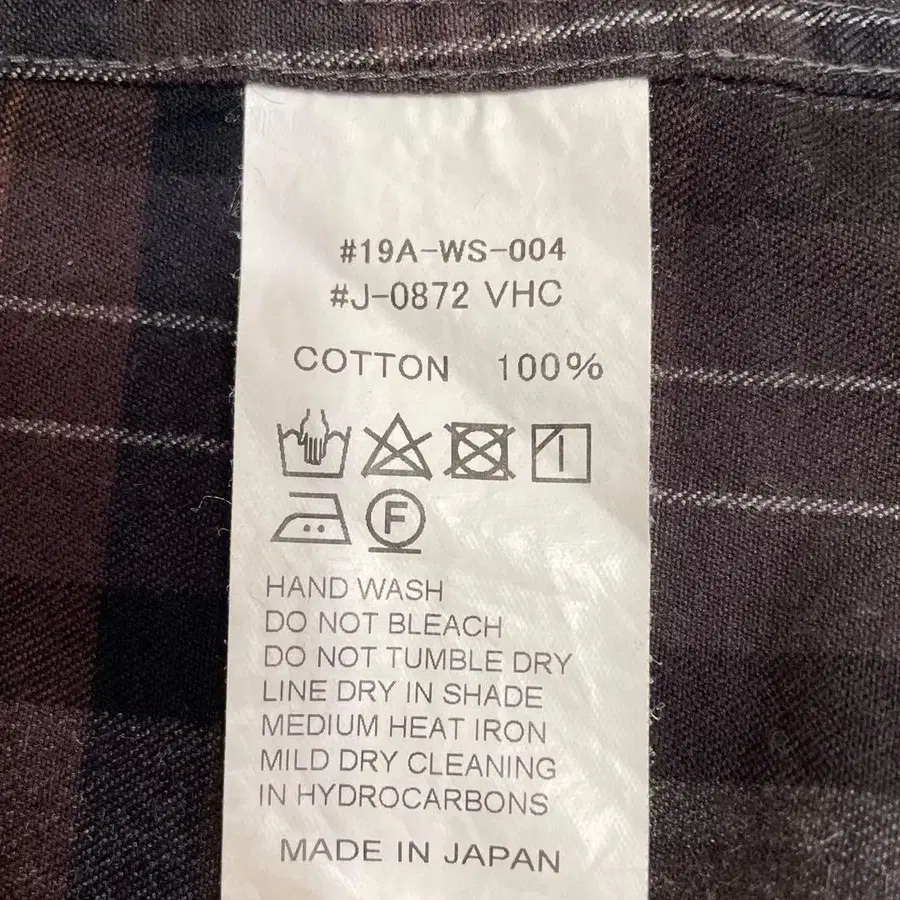 #19A-WS-004
#J-0872 VHC
COTTON 100%
F
HAND WASH
DO NOT BLEACH
DO NOT TUMBLE DRY
LINE DRY IN SHADE
MEDIUM HEAT IRON
MILD DRY CLEANING
IN HYDROCARBONS
MADE IN JAPAN